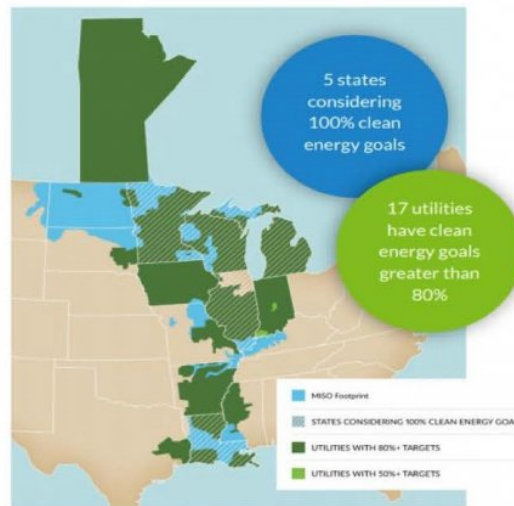 5 states
considering
100% clean
energy goals
17 utilities
have clean
energy goals
greater than
80%
MISO Footprint
STATES CONSIDERING 100% CLEAN ENERGY GOA
UTILITIES WITH 80%+ TARGETS
UTILITIES WITH 50%+ TARGETS